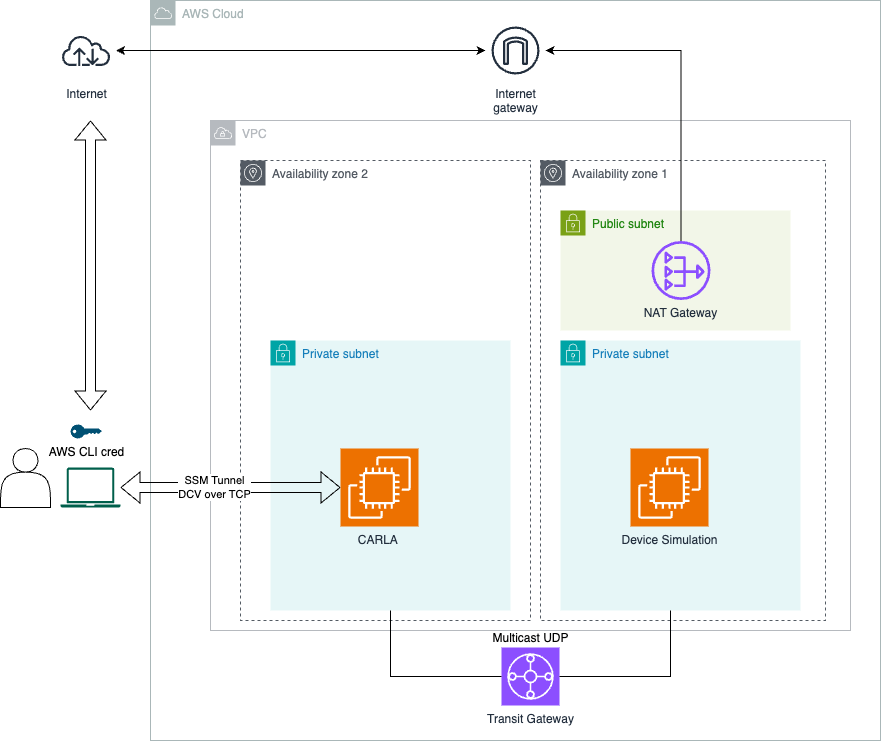 AWS Cloud
Internet
Internet
gateway
VPC
Availability zone 2
Availability zone 1
Public subnet
NAT Gateway
Private subnet
Private subnet
AWS CLI cred
SSM Tunnel
DCV over TCP
CARLA
Device Simulation
Multicast UDP
Transit Gateway